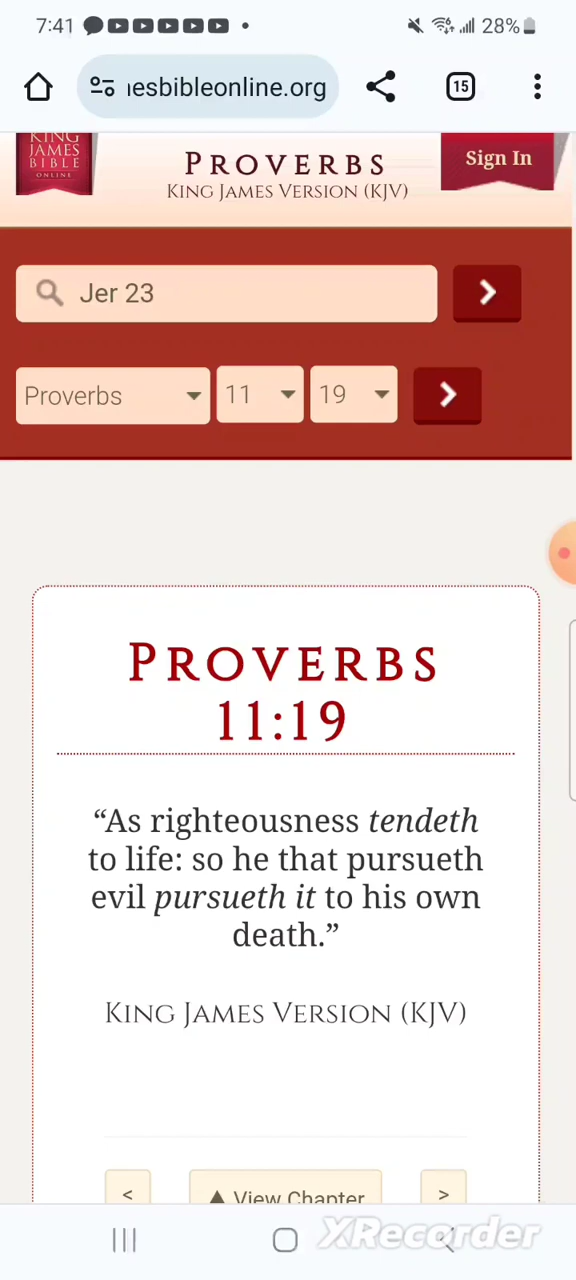 7:41
28%
ıesbibleonline.org
15
KING
JAMES
BIBLE
ONLINE
PROVERBS
KING JAMES VERSION (KJV)
Sign In
Jer 23
Proverbs 11 19
PROVERBS
11:19
“As righteousness tendeth
to life: so he that pursueth
evil pursueth it to his own
death.”
KING JAMES VERSION (KJV)
< ▲ View Chapter >
XRecorder